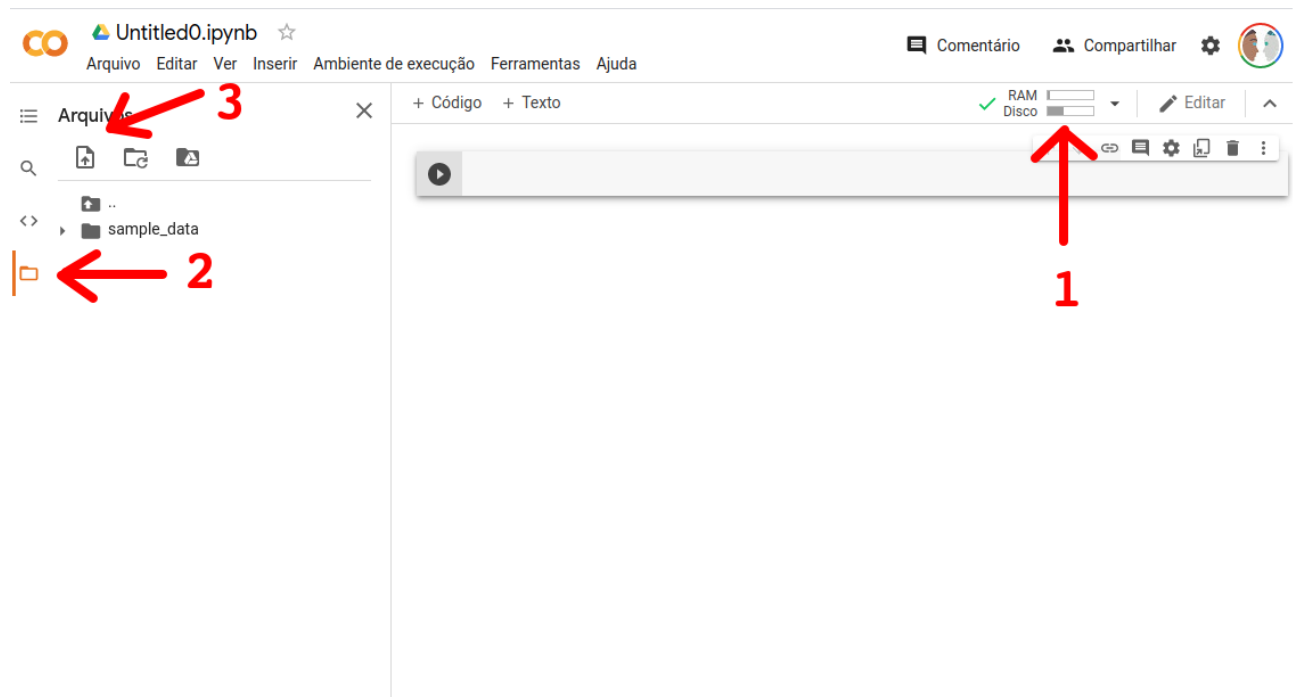 Untitled0.ipynb
Arquivo Editar Ver Inserir Ambiente de execução Ferramentas Ajuda
Comentário Compartilhar
3
Arquivos
+ Código + Texto
RAM
Disco
Editar
..
sample_data
2
1